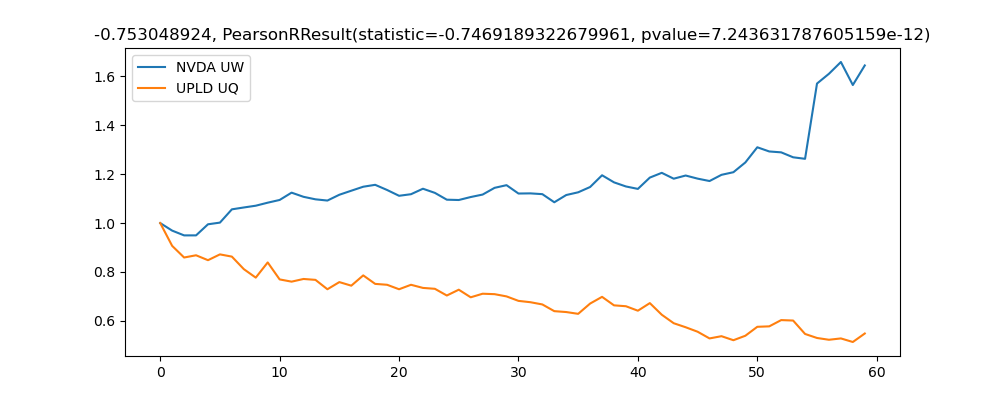 -0.753048924, PearsonRResult(statistic=-0.7469189322679961, pvalue=7.243631787605159e-12)
NVDA UW
UPLD UQ
1.6
1.4
1.2
1.0
0.8
0.6
0 10 20 30 40 50 60